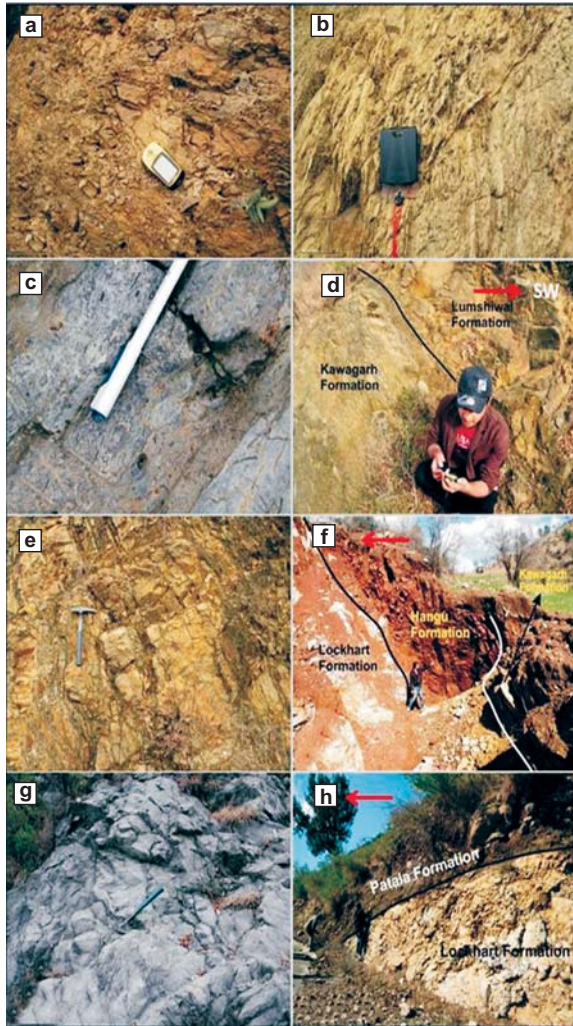 a
b
c
d
SW
Lumshiwal
Formation
Kawagarh
Formation
e
f
Kawagarh
Formation
Hangu
Formation
Lockhart
Formation
g
h
Patala Formation
Lockhart Formation